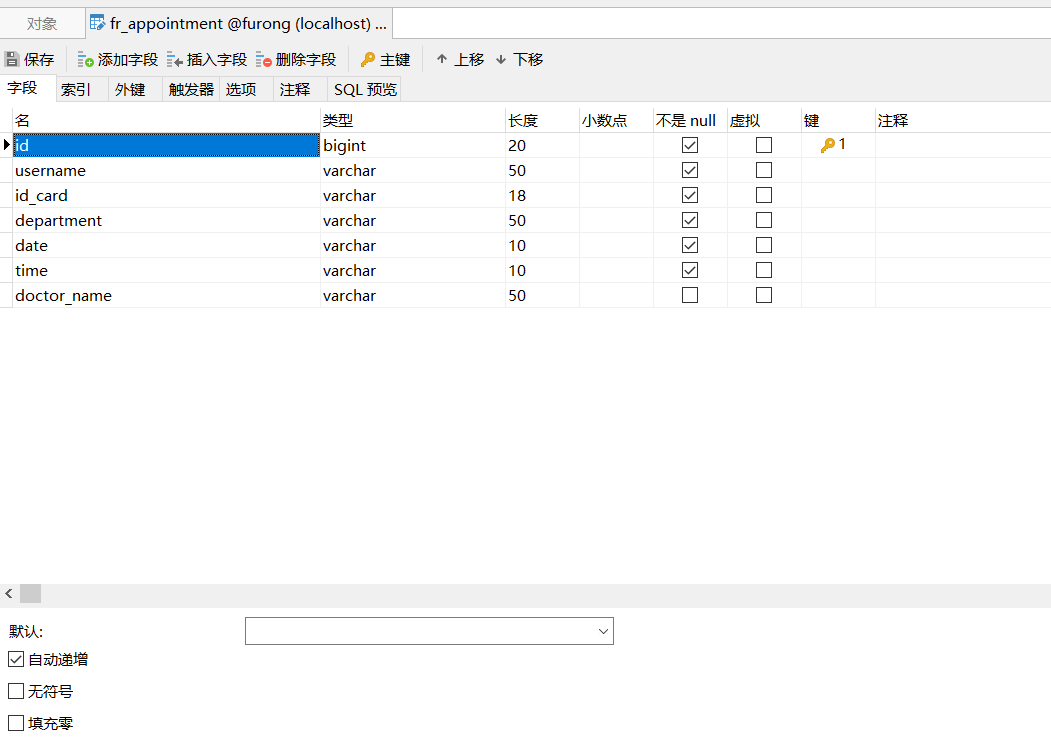 对象 fr_appointment @furong (localhost) ...
保存 添加字段 插入字段 删除字段 主键 上移 下移
字段 索引 外键 触发器 选项 注释 SQL 预览
名 类型 长度 小数点 不是 null 虚拟 键 注释
id bigint 20 1
username varchar 50
id_card varchar 18
department varchar 50
date varchar 10
time varchar 10
doctor_name varchar 50
默认:
自动递增
无符号
填充零